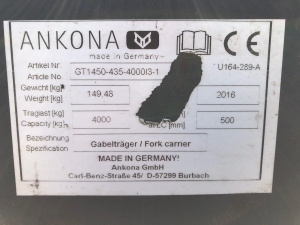 ANKONA CE
made in Germany
Artikel Nr U164-289-A
Article No GT1450-435-4000I3-1
Gewicht [kg]
Weight [kg] 149,48 2016
Traglast [kg]
Capacity [kg] 4000 [mm] 500
Bezeichnung
Spezification Gabelträger / Fork carrier
MADE IN GERMANY!
Ankona GmbH
Carl-Benz-Straße 45/ D-57299 Burbach